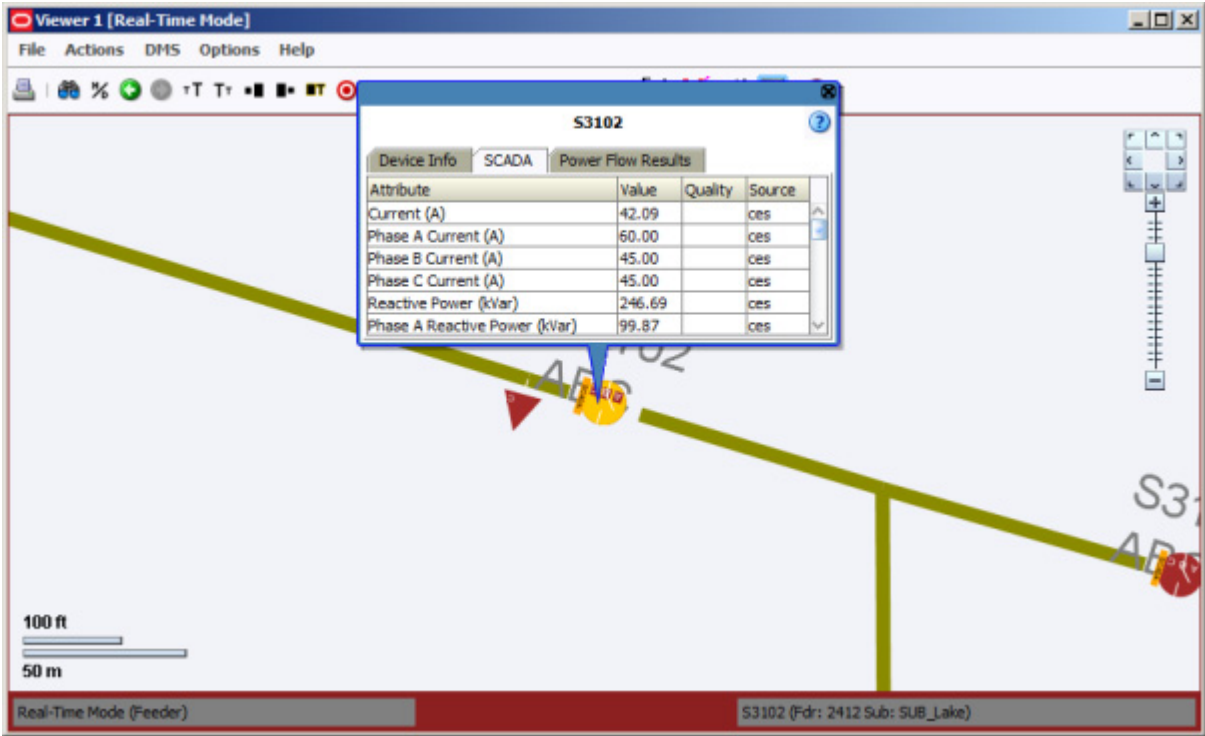 Viewer 1 [Real-Time Mode]
File Actions DMS Options Help
S3102
Device Info SCADA Power Flow Results
Attribute Value Quality Source
Current (A) 42.09 ces
Phase A Current (A) 60.00 ces
Phase B Current (A) 45.00 ces
Phase C Current (A) 45.00 ces
Reactive Power (kVar) 246.69 ces
Phase A Reactive Power (kVar) 99.87 ces
100 ft
50 m
Real-Time Mode (Feeder) S3102 (Fdr: 2412 Sub: SUB_Lake)